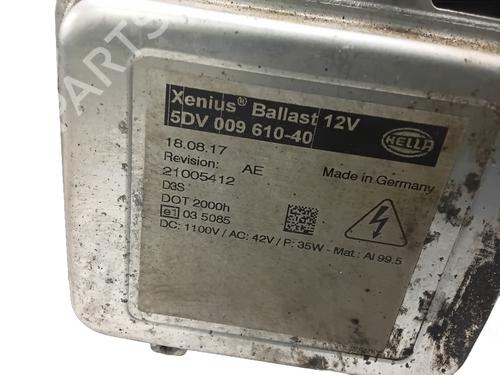 Xenius® Ballast 12V
5DV 009 610-40
HELLA
18.08.17
Revision: AE
Made in Germany
21005412
D3S
DOT 2000h
e1 03 5085
DC: 1100V / AC: 42V / P: 35W - Mat.: Al 99.5